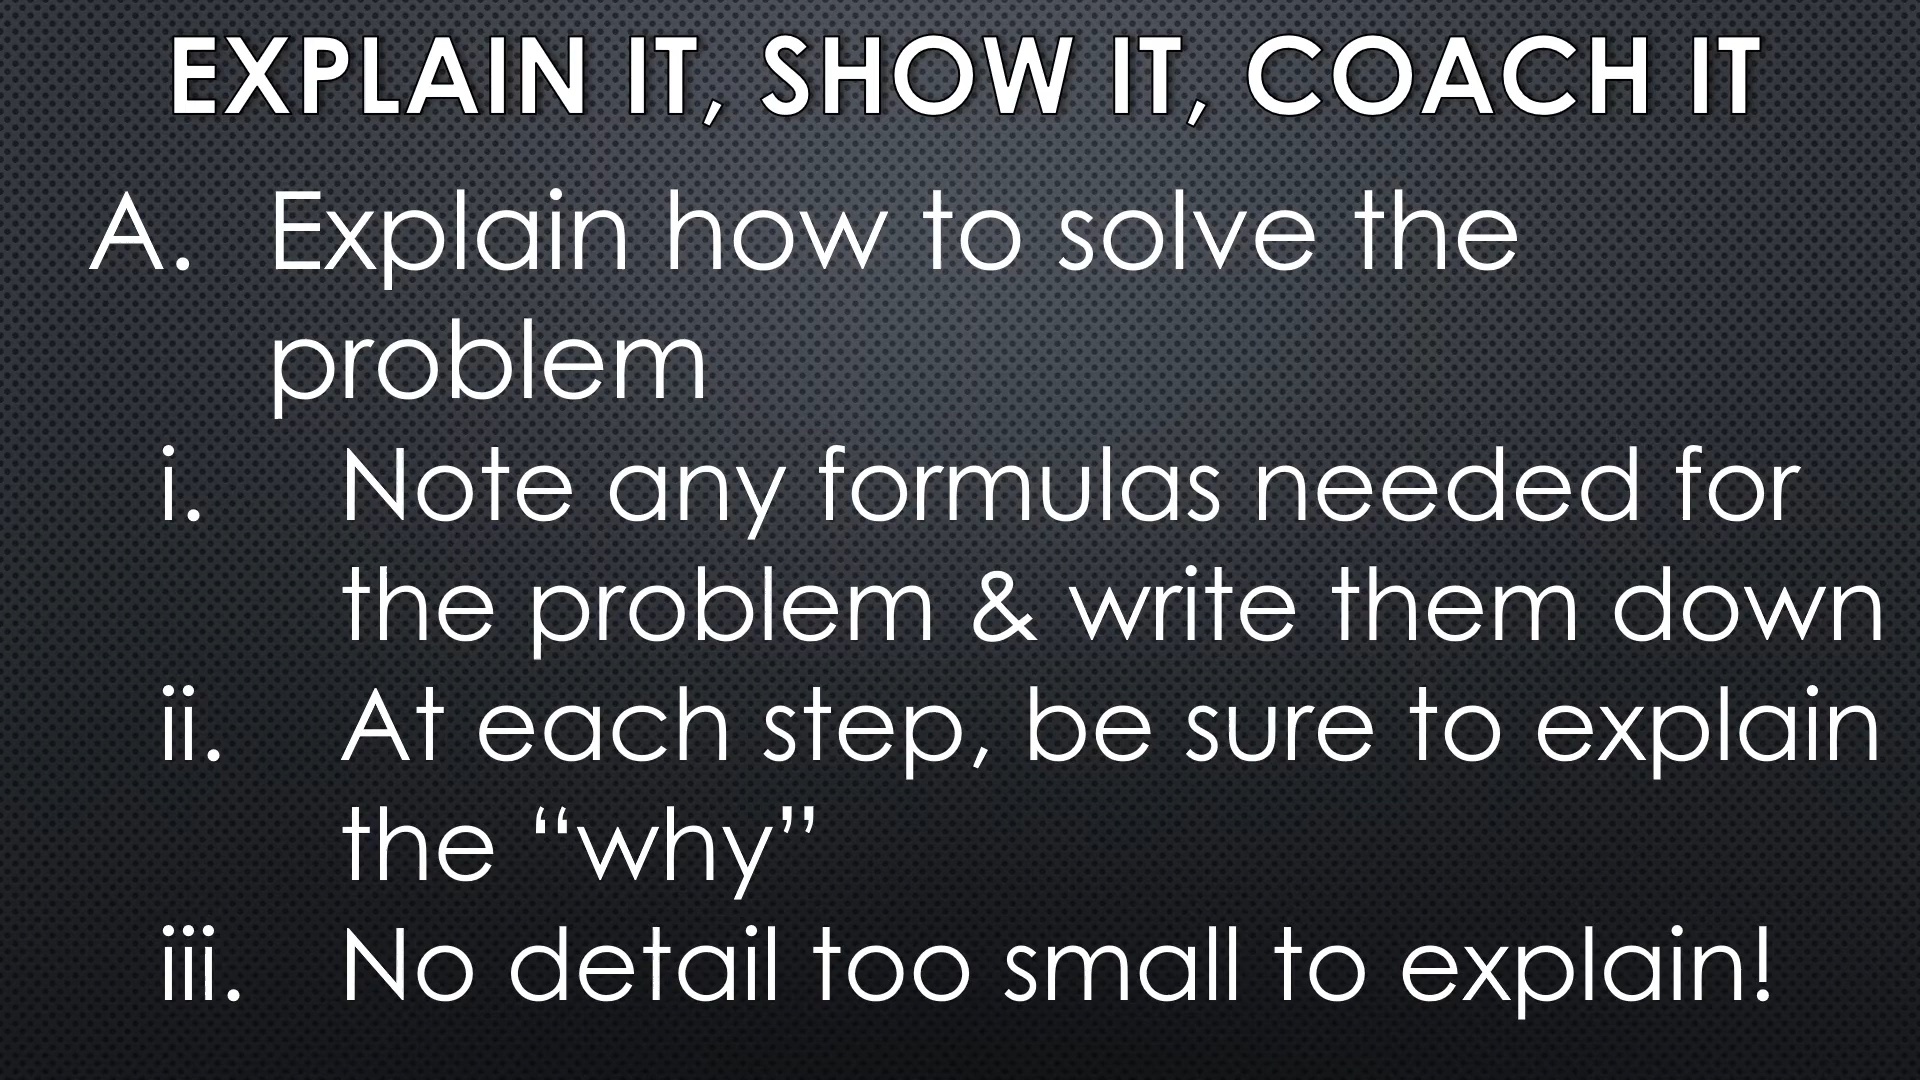 EXPLAIN IT, SHOW IT, COACH IT
A. Explain how to solve the
problem
i. Note any formulas needed for
the problem & write them down
ii. At each step, be sure to explain
the “why”
iii. No detail too small to explain!